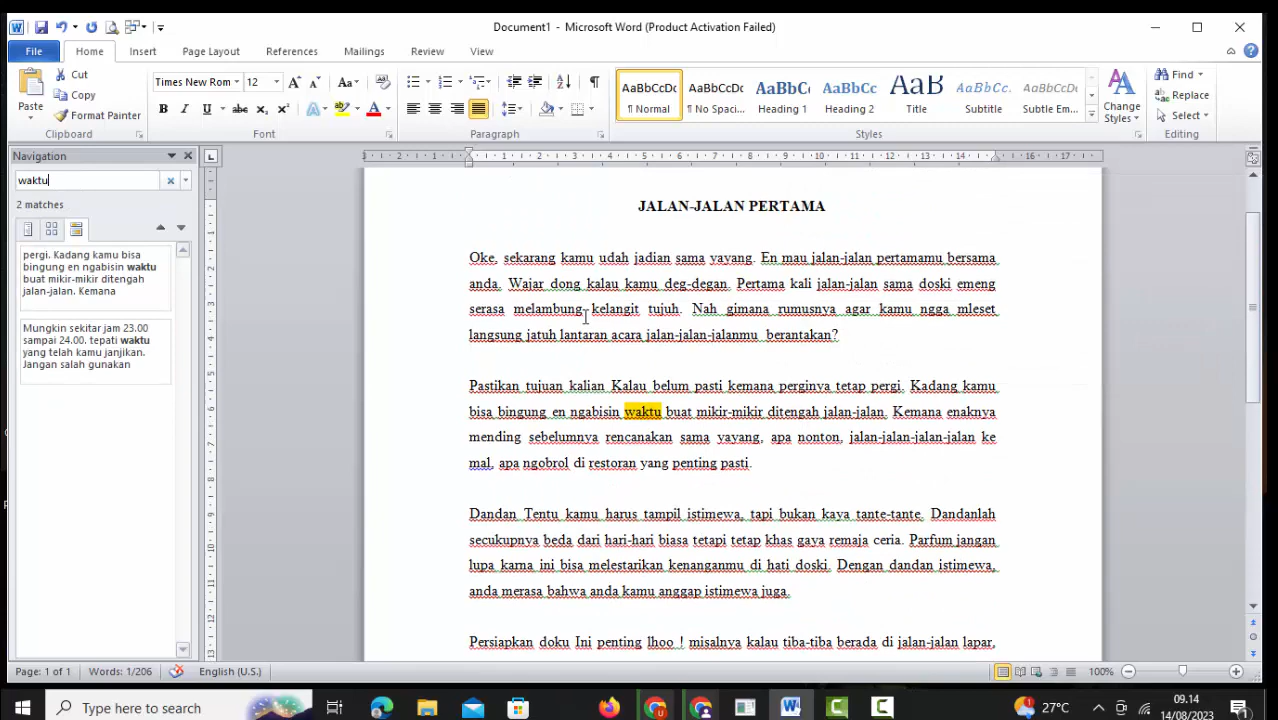 Document1 - Microsoft Word (Product Activation Failed)
File Home Insert Page Layout References Mailings Review View
Paste
Cut
Copy
Format Painter
Clipboard
Times New Rom 12
Font
Paragraph
AaBbCcDc AaBbCcDc AaBbC AaBbCc AaB AaBbCc. AaBbCcDc
¶ Normal ¶ No Spaci... Heading 1 Heading 2 Title Subtitle Subtle Em...
Styles
Change Styles
Find
Replace
Select
Editing
Navigation
waktu
2 matches
pergi. Kadang kamu bisa
bingung en ngabisin waktu
buat mikir-mikir ditengah
jalan-jalan. Kemana
Mungkin sekitar jam 23.00
sampai 24.00. tepati waktu
yang telah kamu janjikan.
Jangan salah gunakan
JALAN-JALAN PERTAMA
Oke, sekarang kamu udah jadian sama yayang. En mau jalan-jalan pertamamu bersama
anda. Wajar dong kalau kamu deg-degan. Pertama kali jalan-jalan sama doski emeng
serasa melambung kelangit tujuh. Nah gimana rumusnya agar kamu ngga mleset
langsung jatuh lantaran acara jalan-jalan-jalanmu berantakan?
Pastikan tujuan kalian Kalau belum pasti kemana perginya tetap pergi. Kadang kamu
bisa bingung en ngabisin waktu buat mikir-mikir ditengah jalan-jalan. Kemana enaknya
mending sebelumnya rencanakan sama yayang, apa nonton, jalan-jalan-jalan-jalan ke
mal, apa ngobrol di restoran yang penting pasti.
Dandan Tentu kamu harus tampil istimewa, tapi bukan kaya tante-tante. Dandanlah
secukupnya beda dari hari-hari biasa tetapi tetap khas gaya remaja ceria. Parfum jangan
lupa karna ini bisa melestarikan kenanganmu di hati doski. Dengan dandan istimewa,
anda merasa bahwa anda kamu anggap istimewa juga.
Persiapkan doku Ini penting lhoo ! misalnya kalau tiba-tiba berada di jalan-jalan lapar,
Page: 1 of 1 Words: 1/206 English (U.S.) 100%
Type here to search
27°C
09.14
14/08/2023